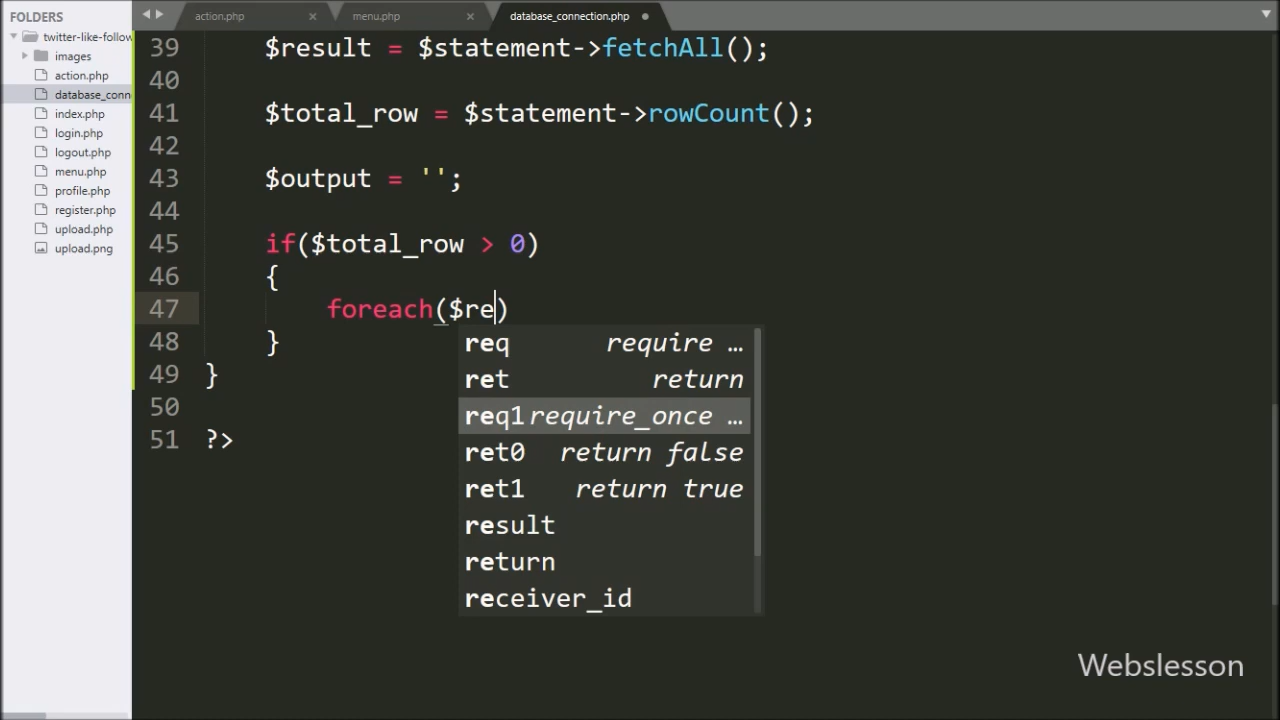 FOLDERS
twitter-like-follow
images
action.php
database_conn
index.php
login.php
logout.php
menu.php
profile.php
register.php
upload.php
upload.png
action.php
menu.php
database_connection.php
39 $result = $statement->fetchAll();
40
41 $total_row = $statement->rowCount();
42
43 $output = '';
44
45 if($total_row > 0)
46 {
47 foreach($re)
48 }
49 }
50
51 ?>
req require …
ret return
req1 require_once …
ret0 return false
ret1 return true
result
return
receiver_id
Webslesson